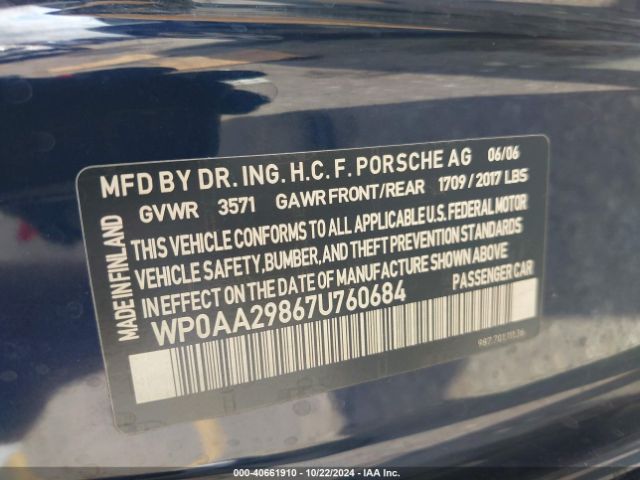 MFD BY DR. ING. H.C. F. PORSCHE AG 06/06
GVWR 3571 GAWR FRONT/REAR 1709 / 2017 LBS
MADE IN FINLAND
THIS VEHICLE CONFORMS TO ALL APPLICABLE U.S. FEDERAL MOTOR
VEHICLE SAFETY, BUMPER, AND THEFT PREVENTION STANDARDS
IN EFFECT ON THE DATE OF MANUFACTURE SHOWN ABOVE
WP0AA29867U760684 PASSENGER CAR
000-40661910 - 10/22/2024 - IAA Inc.